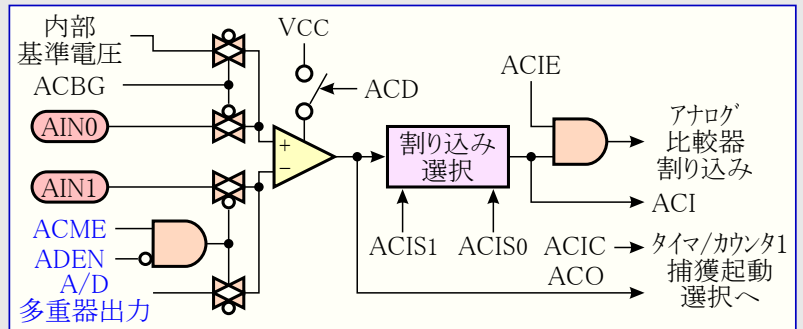 内部
基準電圧
ACBG
AIN0
AIN1
ACME
ADEN
A/D
多重器出力
VCC
ACD
+
−
割り込み
選択
ACIS1
ACIS0
ACIE
アナログ
比較器
割り込み
ACI
ACIC
ACO
タイマ/カウンタ1
捕獲起動
選択へ